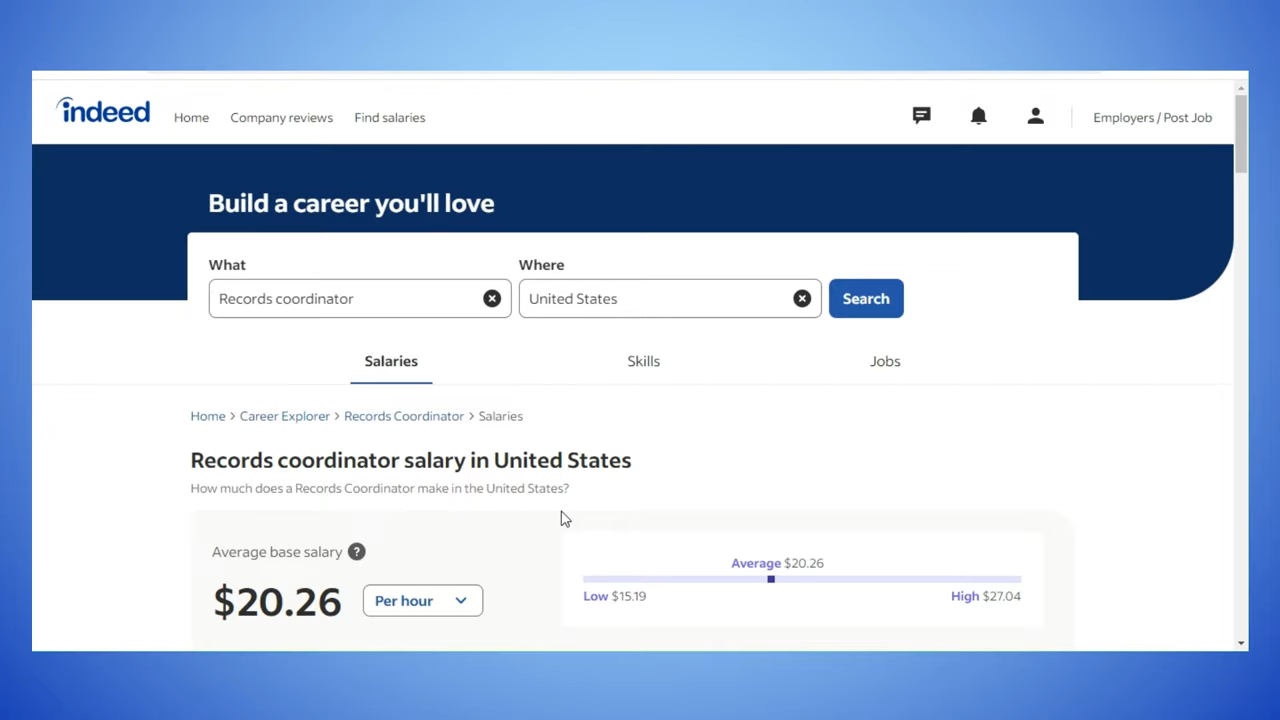 indeed Home Company reviews Find salaries Employers / Post Job
Build a career you'll love
What Where
Records coordinator United States Search
Salaries Skills Jobs
Home > Career Explorer > Records Coordinator > Salaries
Records coordinator salary in United States
How much does a Records Coordinator make in the United States?
Average base salary ?
$20.26 Per hour
Average $20.26
Low $15.19 High $27.04